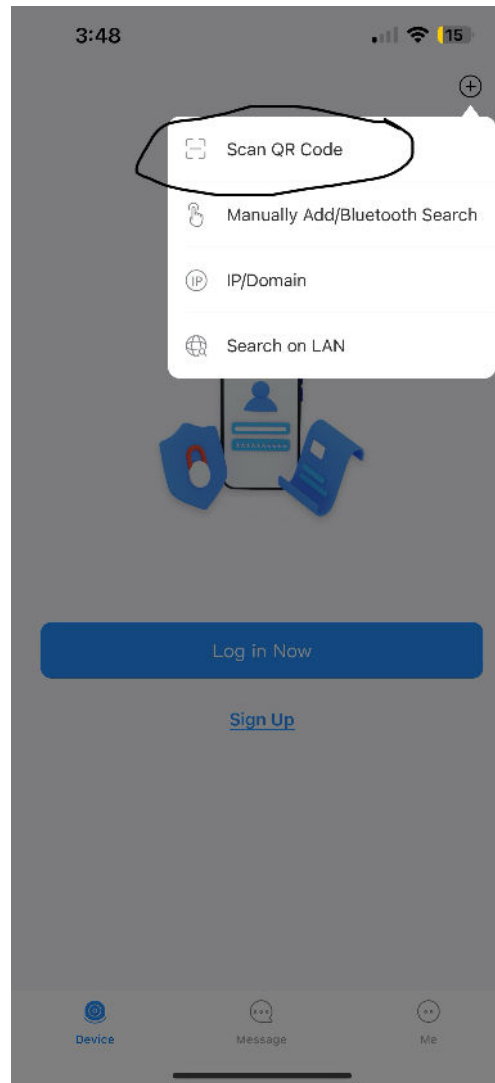 3:48
15
Scan QR Code
Manually Add/Bluetooth Search
IP
IP/Domain
Search on LAN
Log in Now
Sign Up
Device
Message
Me